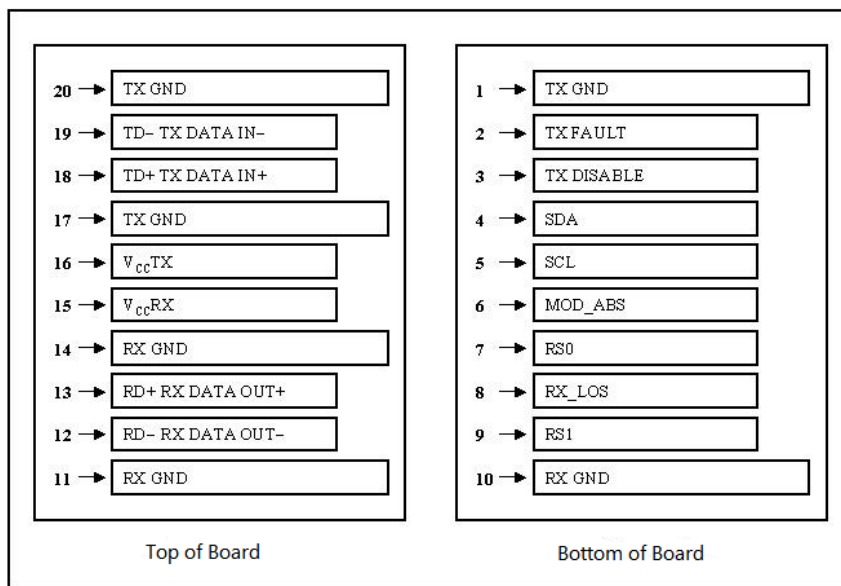 20 TX GND
19 TD− TX DATA IN−
18 TD+ TX DATA IN+
17 TX GND
16 VCCTX
15 VCCRX
14 RX GND
13 RD+ RX DATA OUT+
12 RD− RX DATA OUT−
11 RX GND
Top of Board
1 TX GND
2 TX FAULT
3 TX DISABLE
4 SDA
5 SCL
6 MOD_ABS
7 RS0
8 RX_LOS
9 RS1
10 RX GND
Bottom of Board